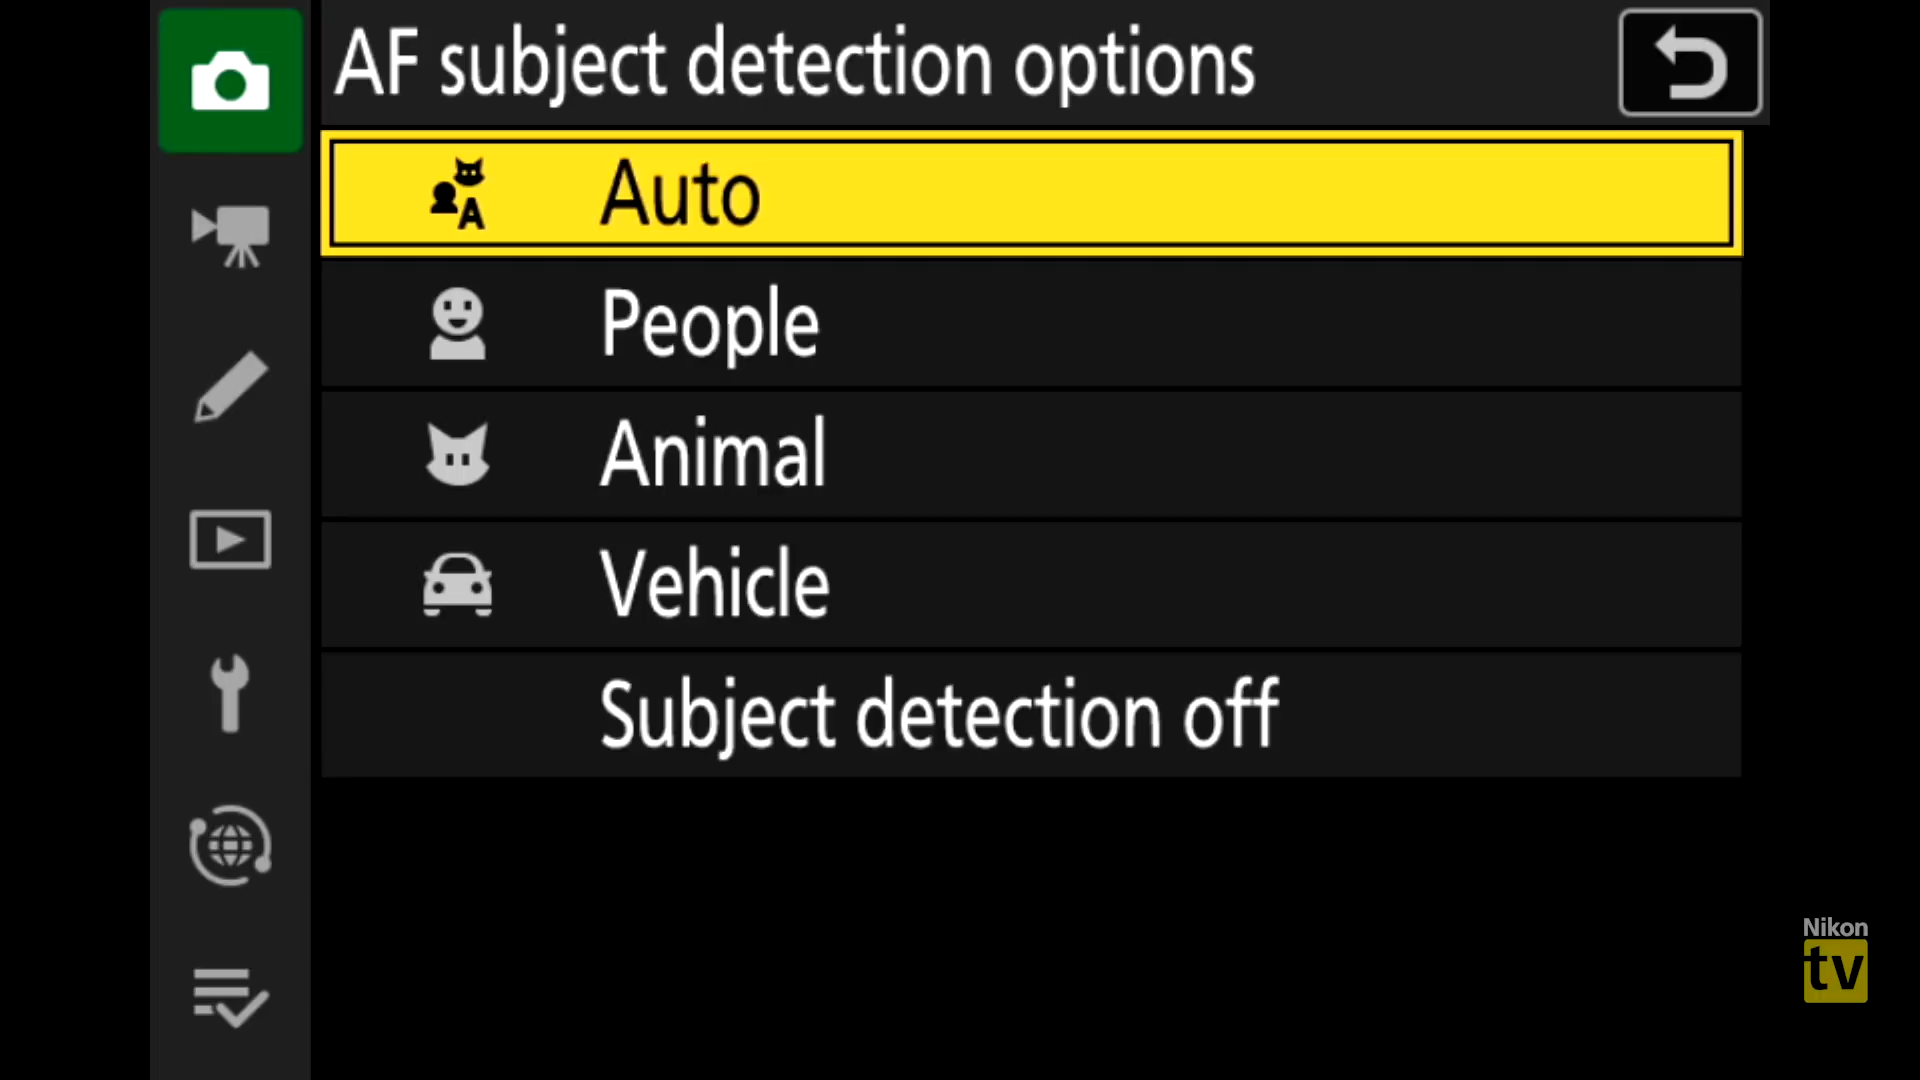 AF subject detection options
A Auto
People
Animal
Vehicle
Subject detection off
Nikon
tv